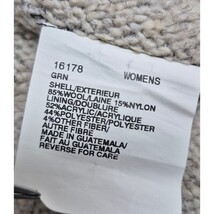 16178 WOMENS
GRN
SHELL/EXTERIEUR
85%WOOL/LAINE 15%NYLON
LINING/DOUBLURE
52%ACRYLIC/ACRYLIQUE
44%POLYESTER/POLYESTER
4%OTHER FIBER/
AUTRE FIBRE
MADE IN GUATEMALA/
FAIT AU GUATEMALA
REVERSE FOR CARE